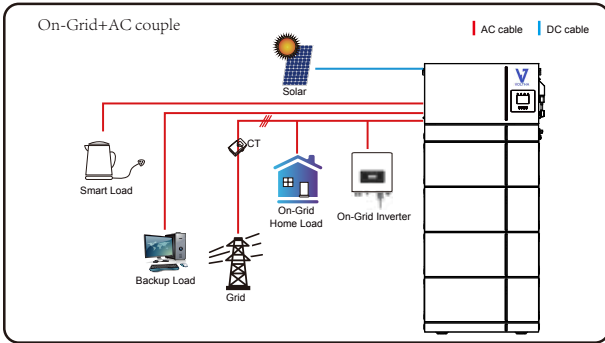 On-Grid+AC couple
AC cable
DC cable
Solar
CT
Smart Load
On-Grid
Home Load
On-Grid Inverter
Backup Load
Grid